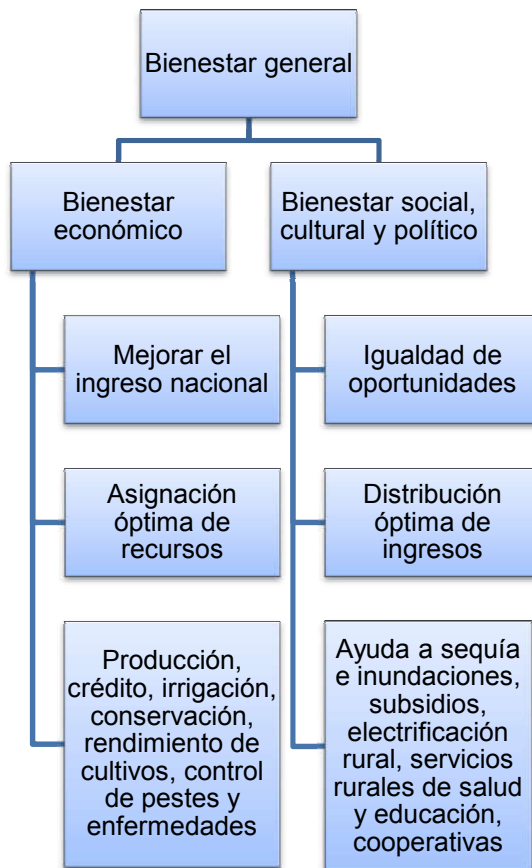 Bienestar general
Bienestar
económico
Bienestar social,
cultural y político
Mejorar el
ingreso nacional
Igualdad de
oportunidades
Asignación
óptima de
recursos
Distribución
óptima de
ingresos
Producción,
crédito, irrigación,
conservación,
rendimiento de
cultivos, control
de pestes y
enfermedades
Ayuda a sequía
e inundaciones,
subsidios,
electrificación
rural, servicios
rurales de salud
y educación,
cooperativas